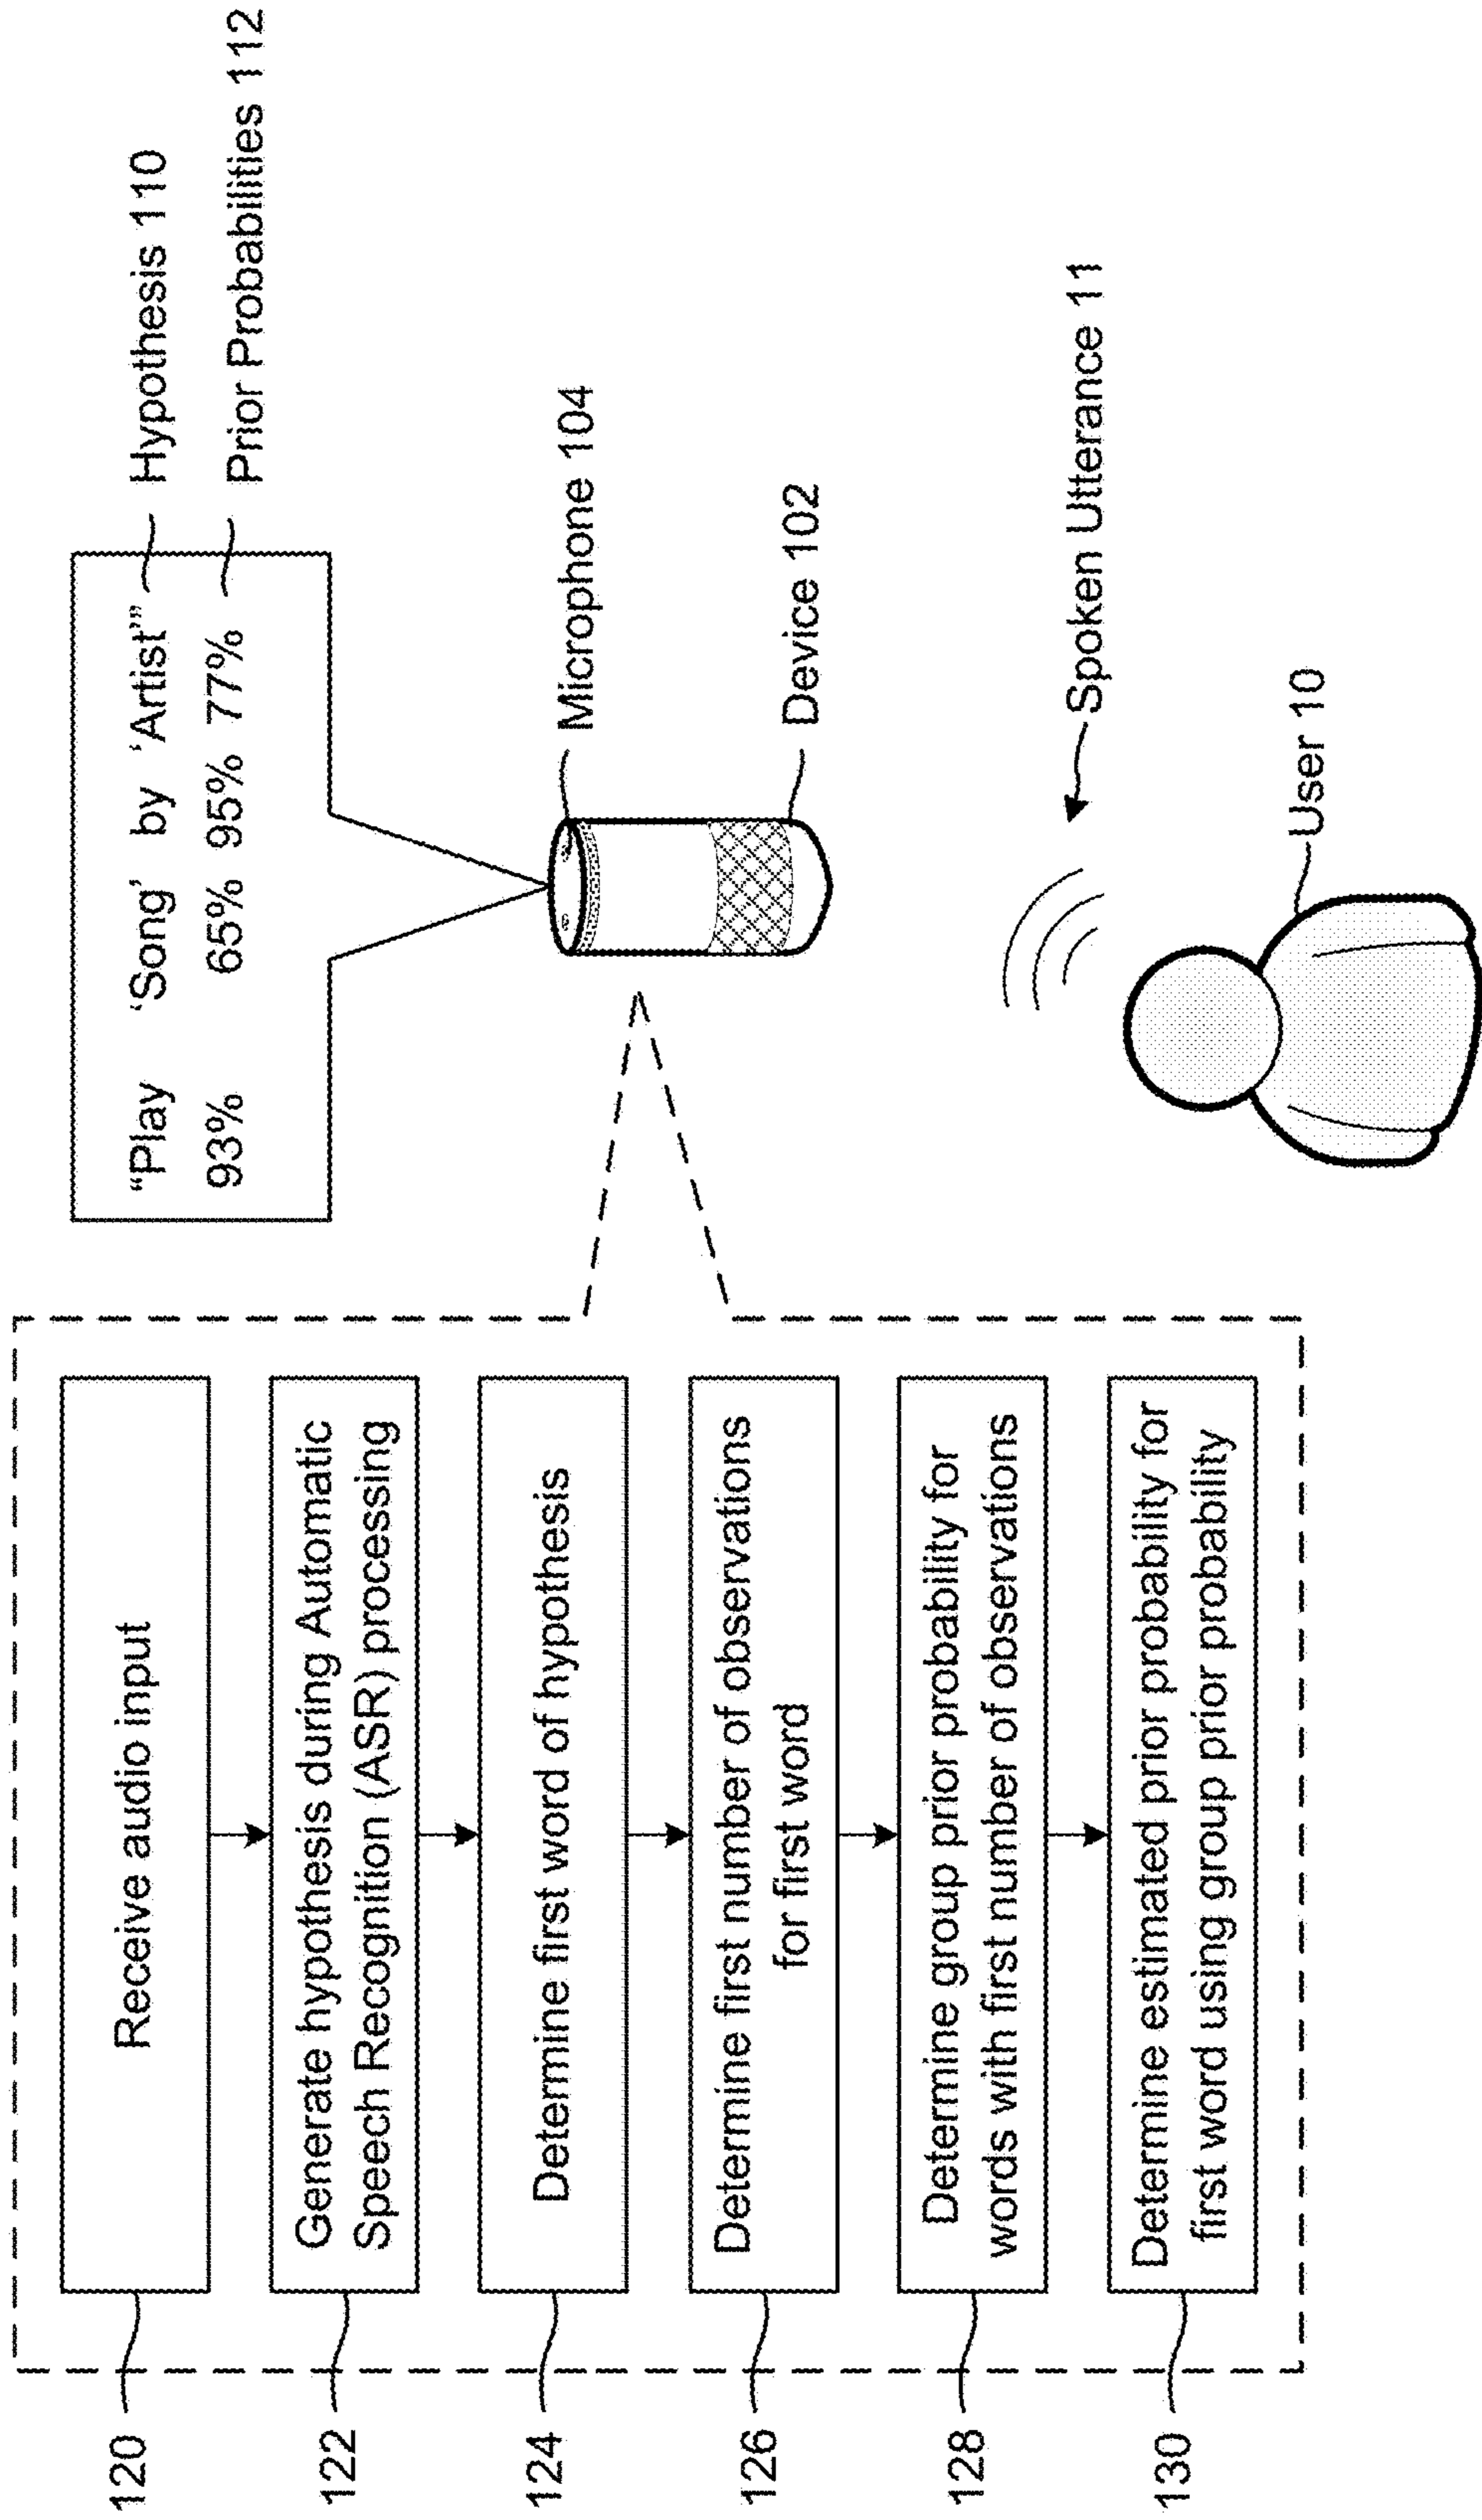 120
Receive audio input
122
Generate hypothesis during Automatic
Speech Recognition (ASR) processing
124
Determine first word of hypothesis
126
Determine first number of observations
for first word
128
Determine group prior probability for
words with first number of observations
130
Determine estimated prior probability for
first word using group prior probability
“Play ‘Song’ by ‘Artist’”
93% 65% 95% 77%
Hypothesis 110
Prior Probabilities 112
Microphone 104
Device 102
Spoken Utterance 11
User 10